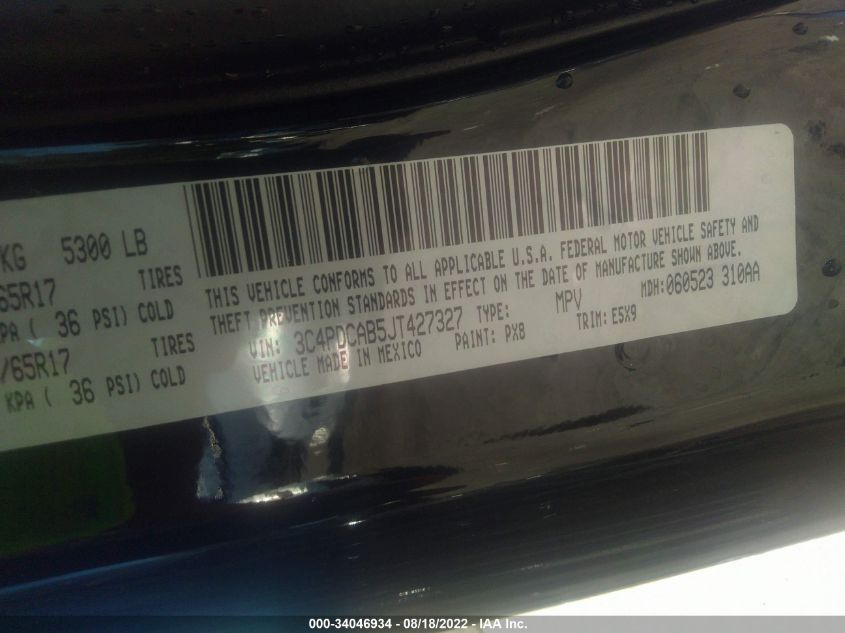 KG 5300 LB
65R17 TIRES
KPA ( 36 PSI) COLD
/65R17 TIRES
KPA ( 36 PSI) COLD
THIS VEHICLE CONFORMS TO ALL APPLICABLE U.S.A. FEDERAL MOTOR VEHICLE SAFETY AND
THEFT PREVENTION STANDARDS IN EFFECT ON THE DATE OF MANUFACTURE SHOWN ABOVE.
VIN: 3C4PDCAB5JT427327 TYPE: MPV MDH: 060523 310AA
VEHICLE MADE IN MEXICO PAINT: PX8 TRIM: E5X9
000-34046934 - 08/18/2022 - IAA Inc.